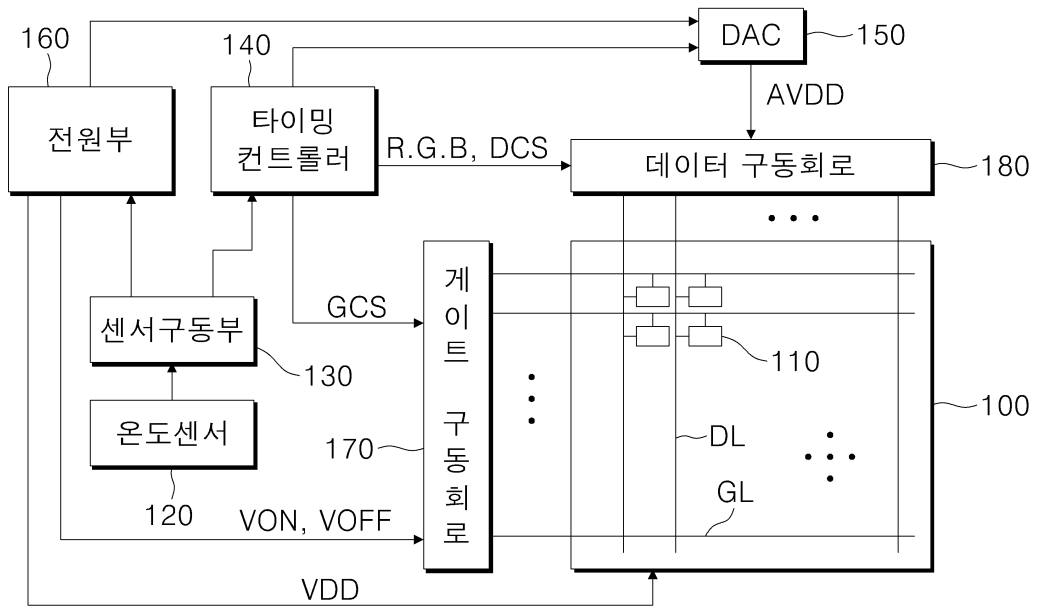 160
140
DAC
150
전원부
타이밍
컨트롤러
AVDD
R.G.B, DCS
데이터 구동회로
180
게이트 구동회로
GCS
센서구동부
130
110
온도센서
120
170
100
DL
GL
VON, VOFF
VDD